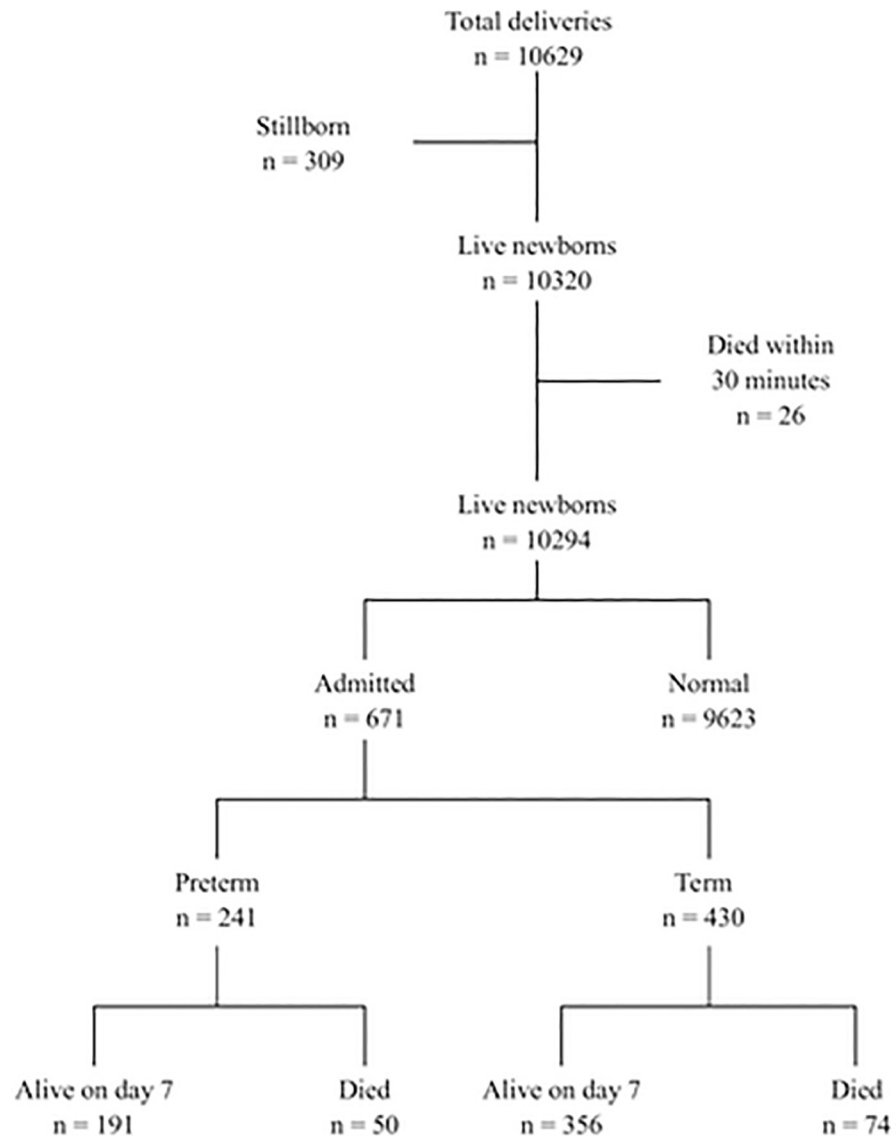 Total deliveries
n = 10629
Stillborn
n = 309
Live newborns
n = 10320
Died within
30 minutes
n = 26
Live newborns
n = 10294
Admitted
n = 671
Normal
n = 9623
Preterm
n = 241
Term
n = 430
Alive on day 7
n = 191
Died
n = 50
Alive on day 7
n = 356
Died
n = 74